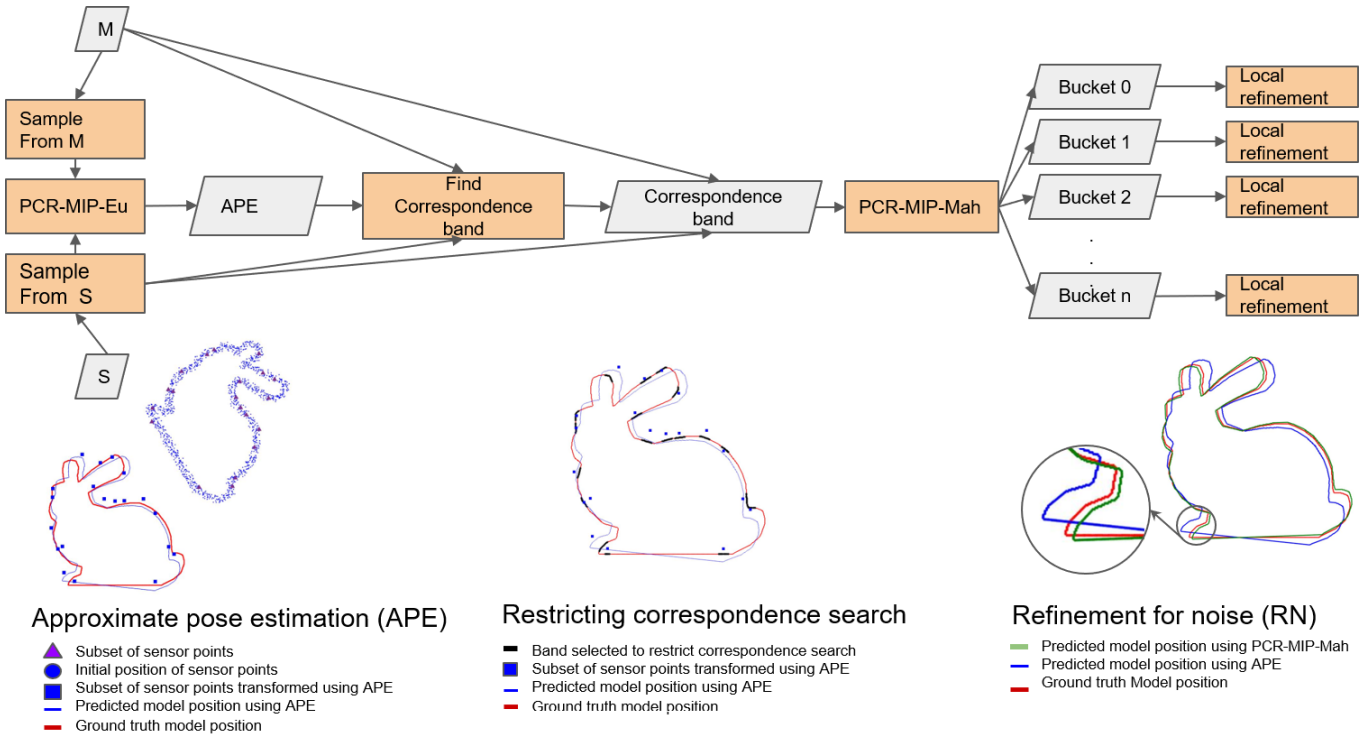 M
Sample
From M
PCR-MIP-Eu
Sample
From S
S
APE
Find
Correspondence
band
Correspondence
band
PCR-MIP-Mah
Bucket 0
Bucket 1
Bucket 2
.
.
.
Bucket n
Local
refinement
Local
refinement
Local
refinement
Local
refinement
Approximate pose estimation (APE)
Subset of sensor points
Initial position of sensor points
Subset of sensor points transformed using APE
Predicted model position using APE
Ground truth model position
Restricting correspondence search
Band selected to restrict correspondence search
Subset of sensor points transformed using APE
Predicted model position using APE
Ground truth model position
Refinement for noise (RN)
Predicted model position using PCR-MIP-Mah
Predicted model position using APE
Ground truth Model position